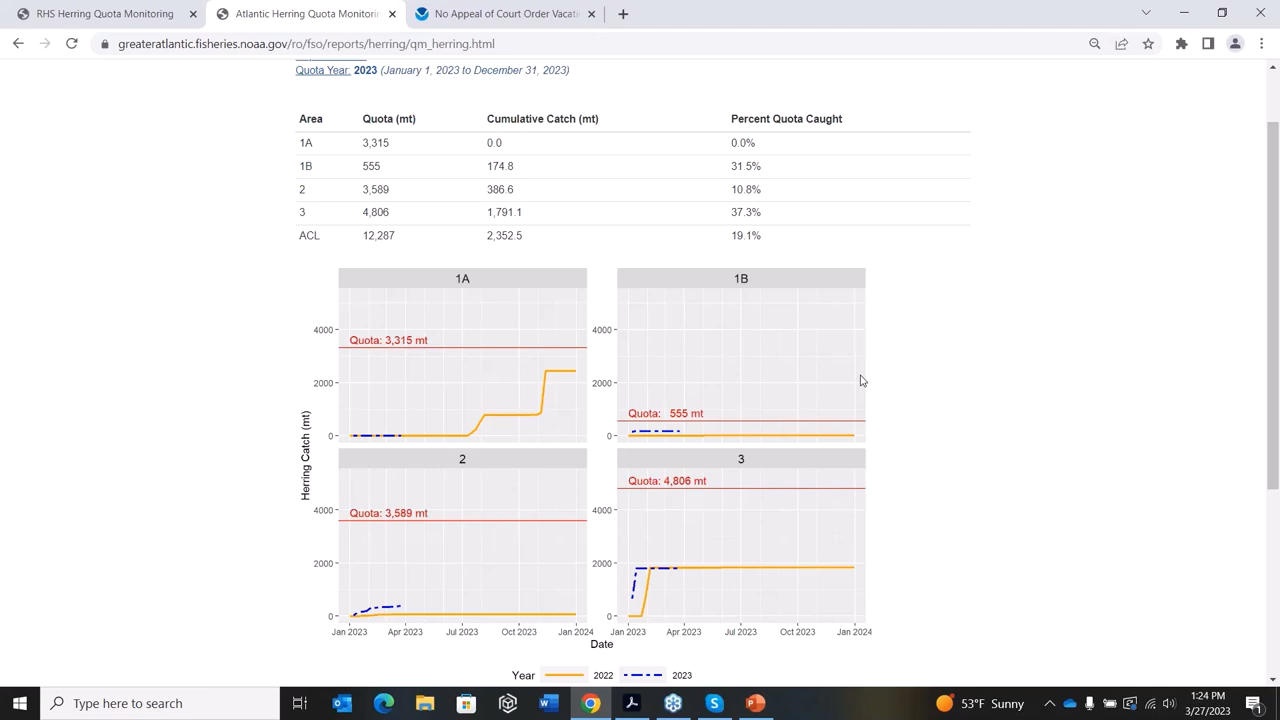 RHS Herring Quota Monitoring
Atlantic Herring Quota Monitorin
No Appeal of Court Order Vacati
greateratlantic.fisheries.noaa.gov/ro/fso/reports/herring/qm_herring.html
Quota Year: 2023 (January 1, 2023 to December 31, 2023)
Area Quota (mt) Cumulative Catch (mt) Percent Quota Caught
1A 3,315 0.0 0.0%
1B 555 174.8 31.5%
2 3,589 386.6 10.8%
3 4,806 1,791.1 37.3%
ACL 12,287 2,352.5 19.1%
1A
4000
Quota: 3,315 mt
2000
0
1B
4000
2000
Quota: 555 mt
0
Herring Catch (mt)
2
4000
Quota: 3,589 mt
2000
0
Jan 2023 Apr 2023 Jul 2023 Oct 2023 Jan 2024
3
Quota: 4,806 mt
4000
2000
0
Jan 2023 Apr 2023 Jul 2023 Oct 2023 Jan 2024
Date
Year 2022 2023
Type here to search
53°F Sunny
1:24 PM
3/27/2023
1